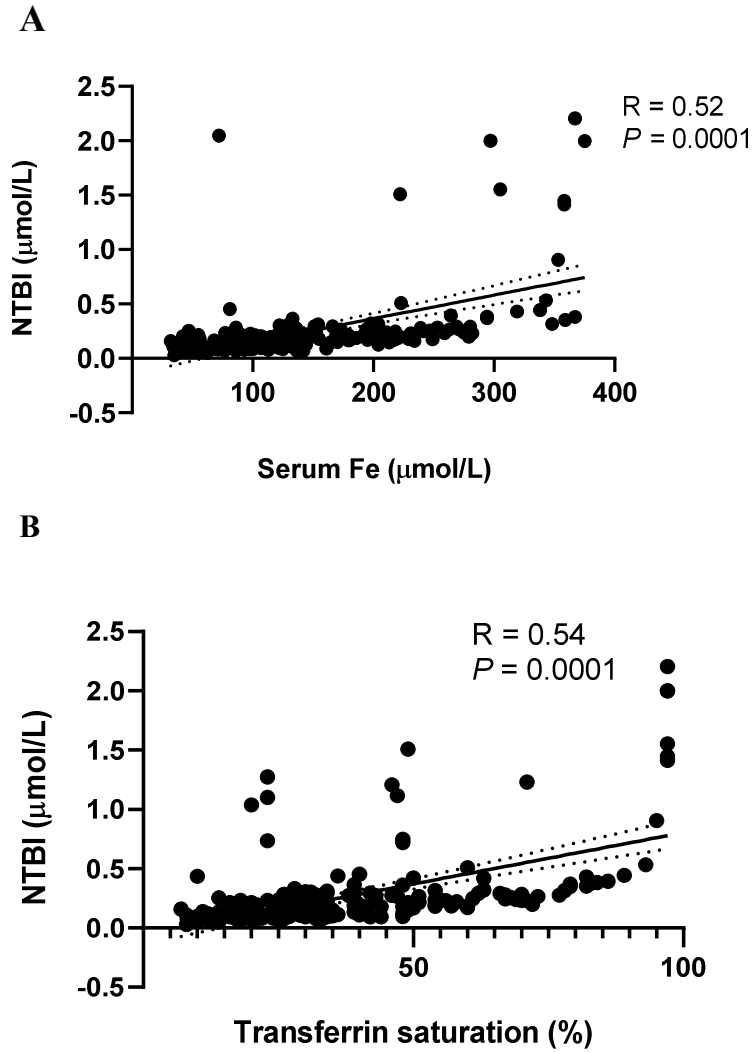 A
NTBI (µmol/L)
2.5
2.0
1.5
1.0
0.5
0.0
-0.5
100
200
300
400
R = 0.52
P = 0.0001
Serum Fe (µmol/L)
B
NTBI (µmol/L)
2.5
2.0
1.5
1.0
0.5
0.0
-0.5
50
100
R = 0.54
P = 0.0001
Transferrin saturation (%)